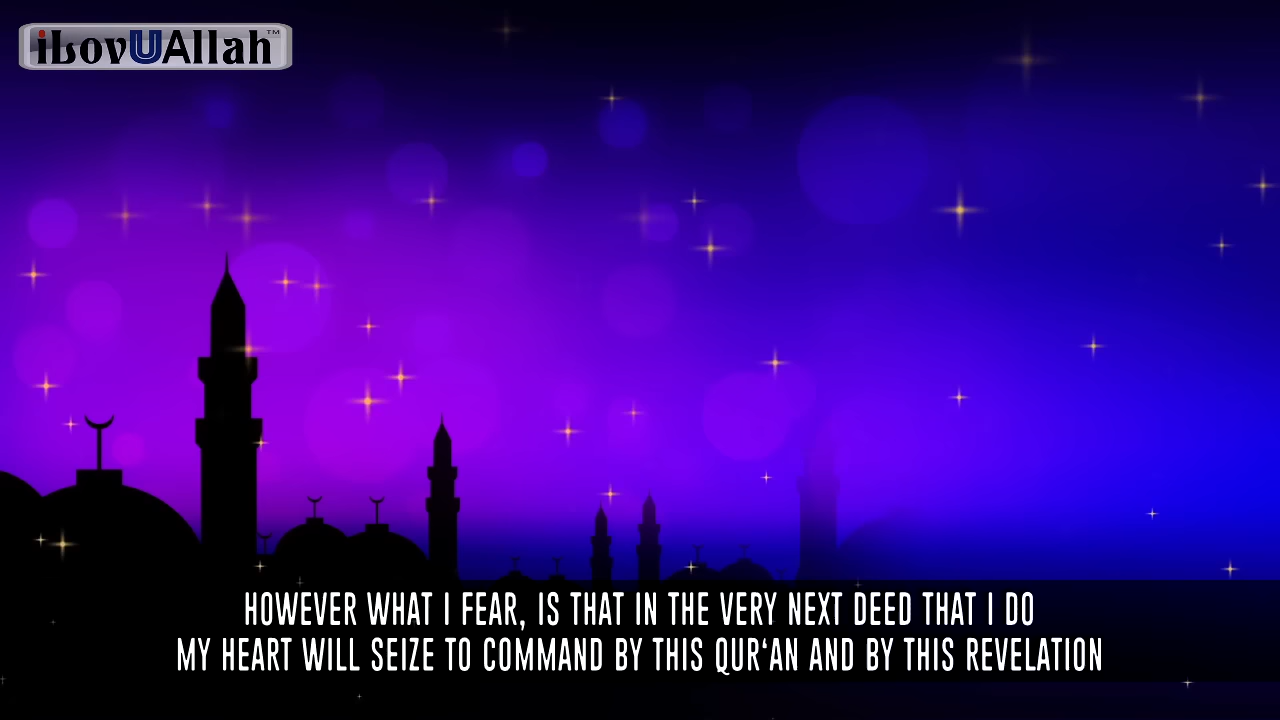 iLovUAllah™
HOWEVER WHAT I FEAR, IS THAT IN THE VERY NEXT DEED THAT I DO
MY HEART WILL SEIZE TO COMMAND BY THIS QUR‘AN AND BY THIS REVELATION